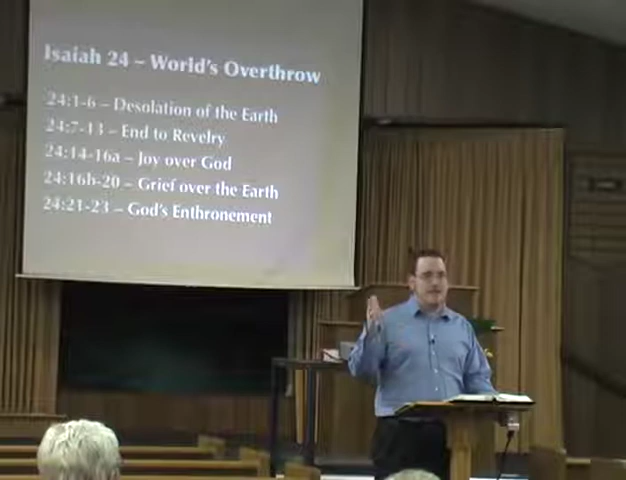 Isaiah 24 – World's Overthrow
24:1-6 – Desolation of the Earth
24:7-13 – End to Revelry
24:14-16a – Joy over God
24:16b-20 – Grief over the Earth
24:21-23 – God's Enthronement